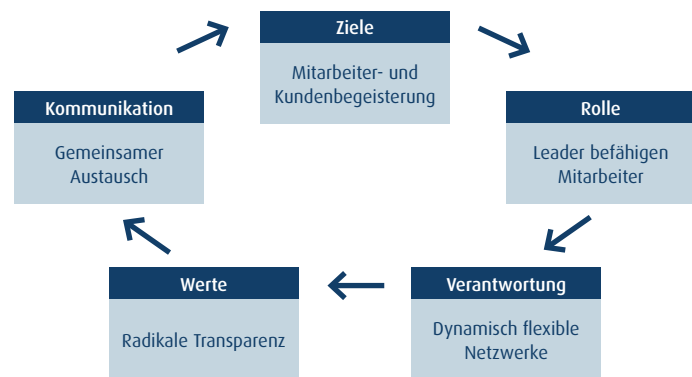 Ziele
Mitarbeiter- und
Kundenbegeisterung
Kommunikation
Gemeinsamer
Austausch
Rolle
Leader befähigen
Mitarbeiter
Werte
Radikale Transparenz
Verantwortung
Dynamisch flexible
Netzwerke